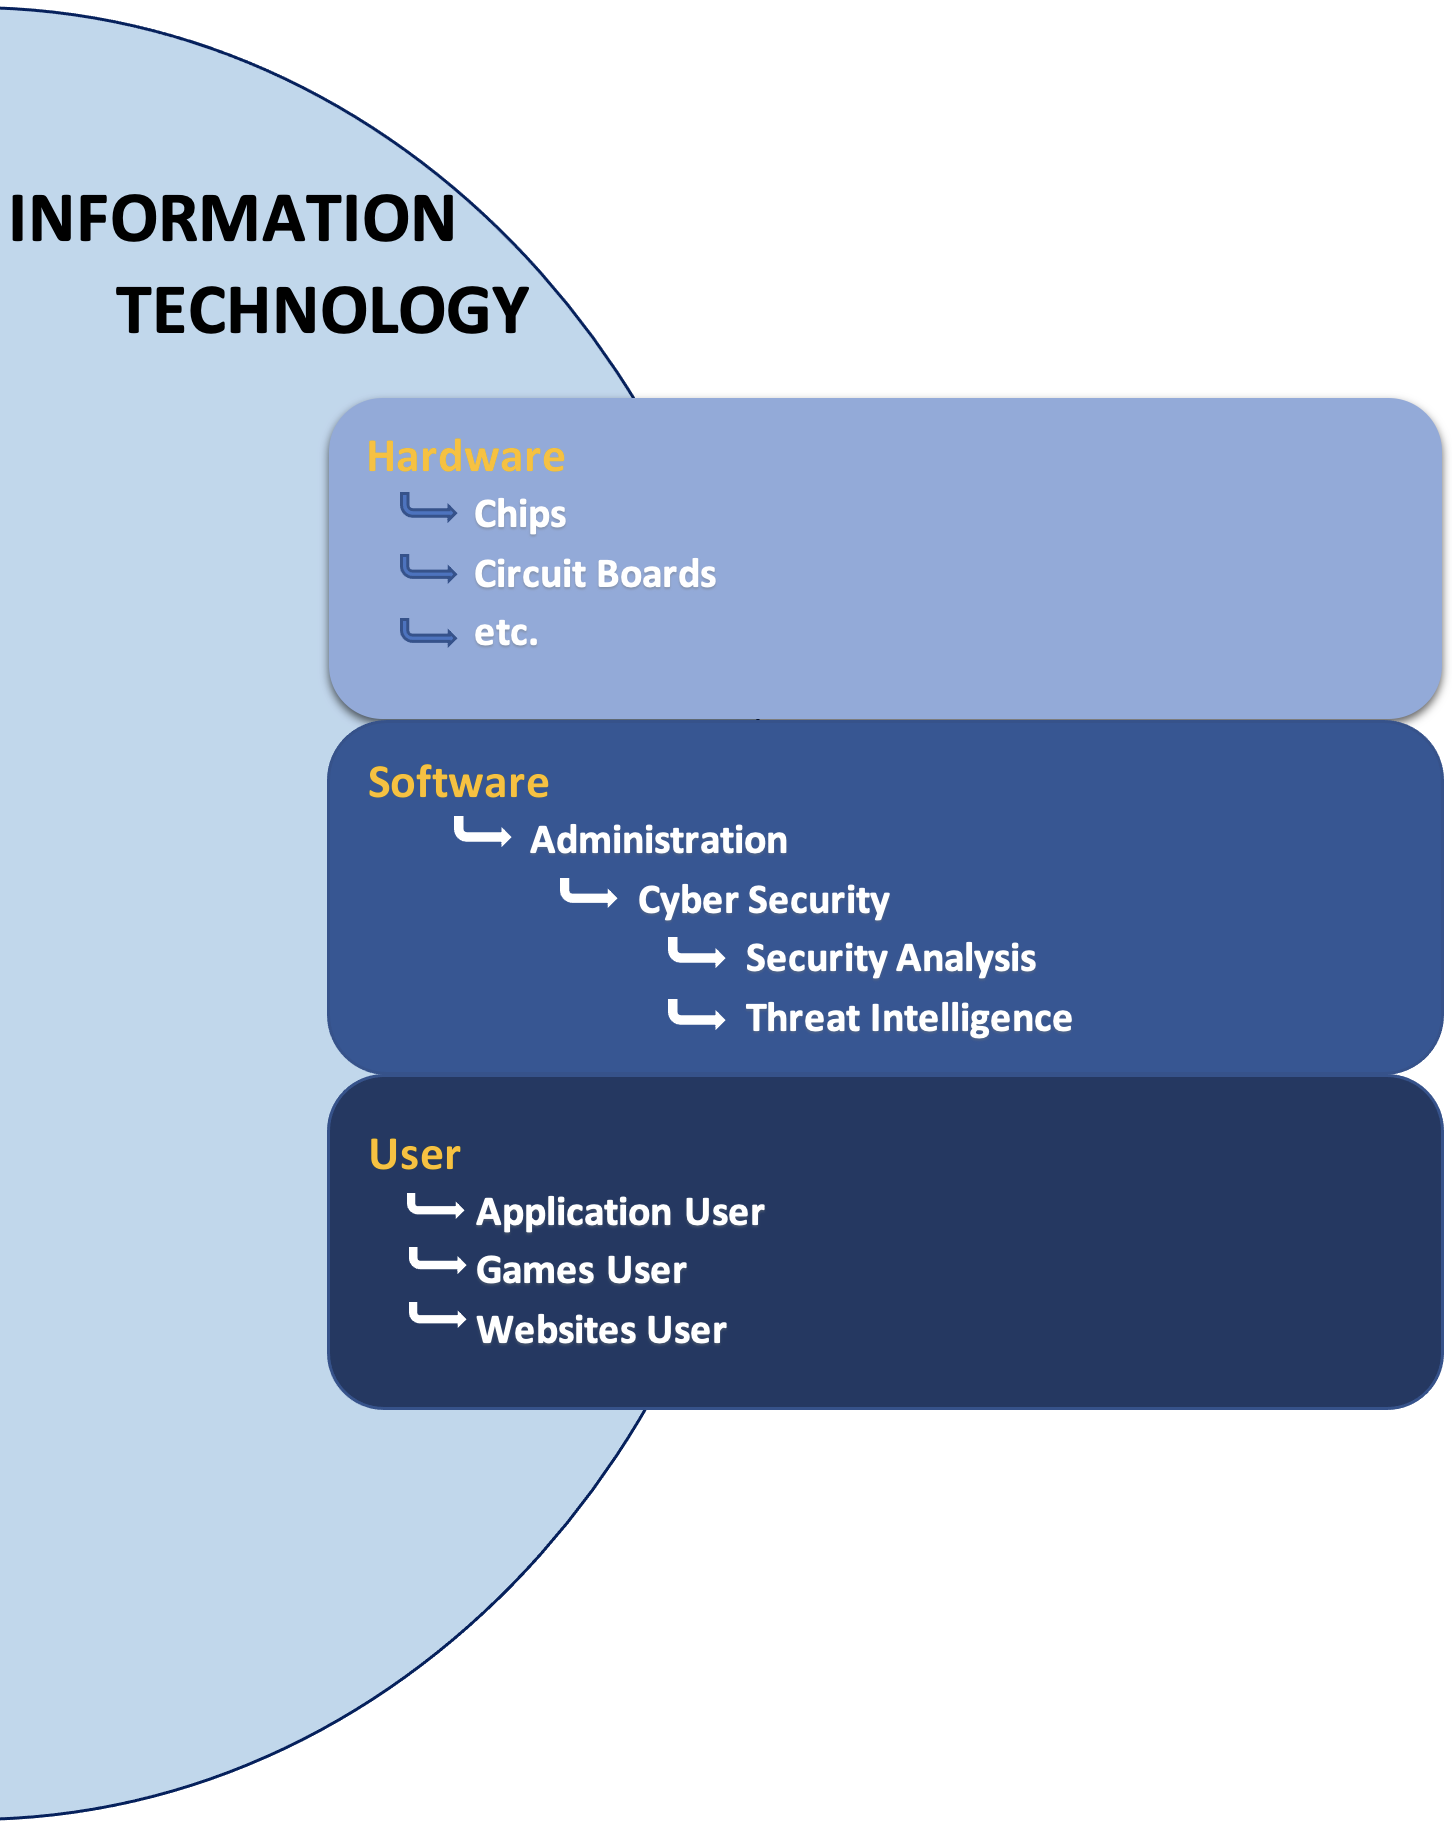 INFORMATION
TECHNOLOGY
Hardware
Chips
Circuit Boards
etc.
Software
Administration
Cyber Security
Security Analysis
Threat Intelligence
User
Application User
Games User
Websites User